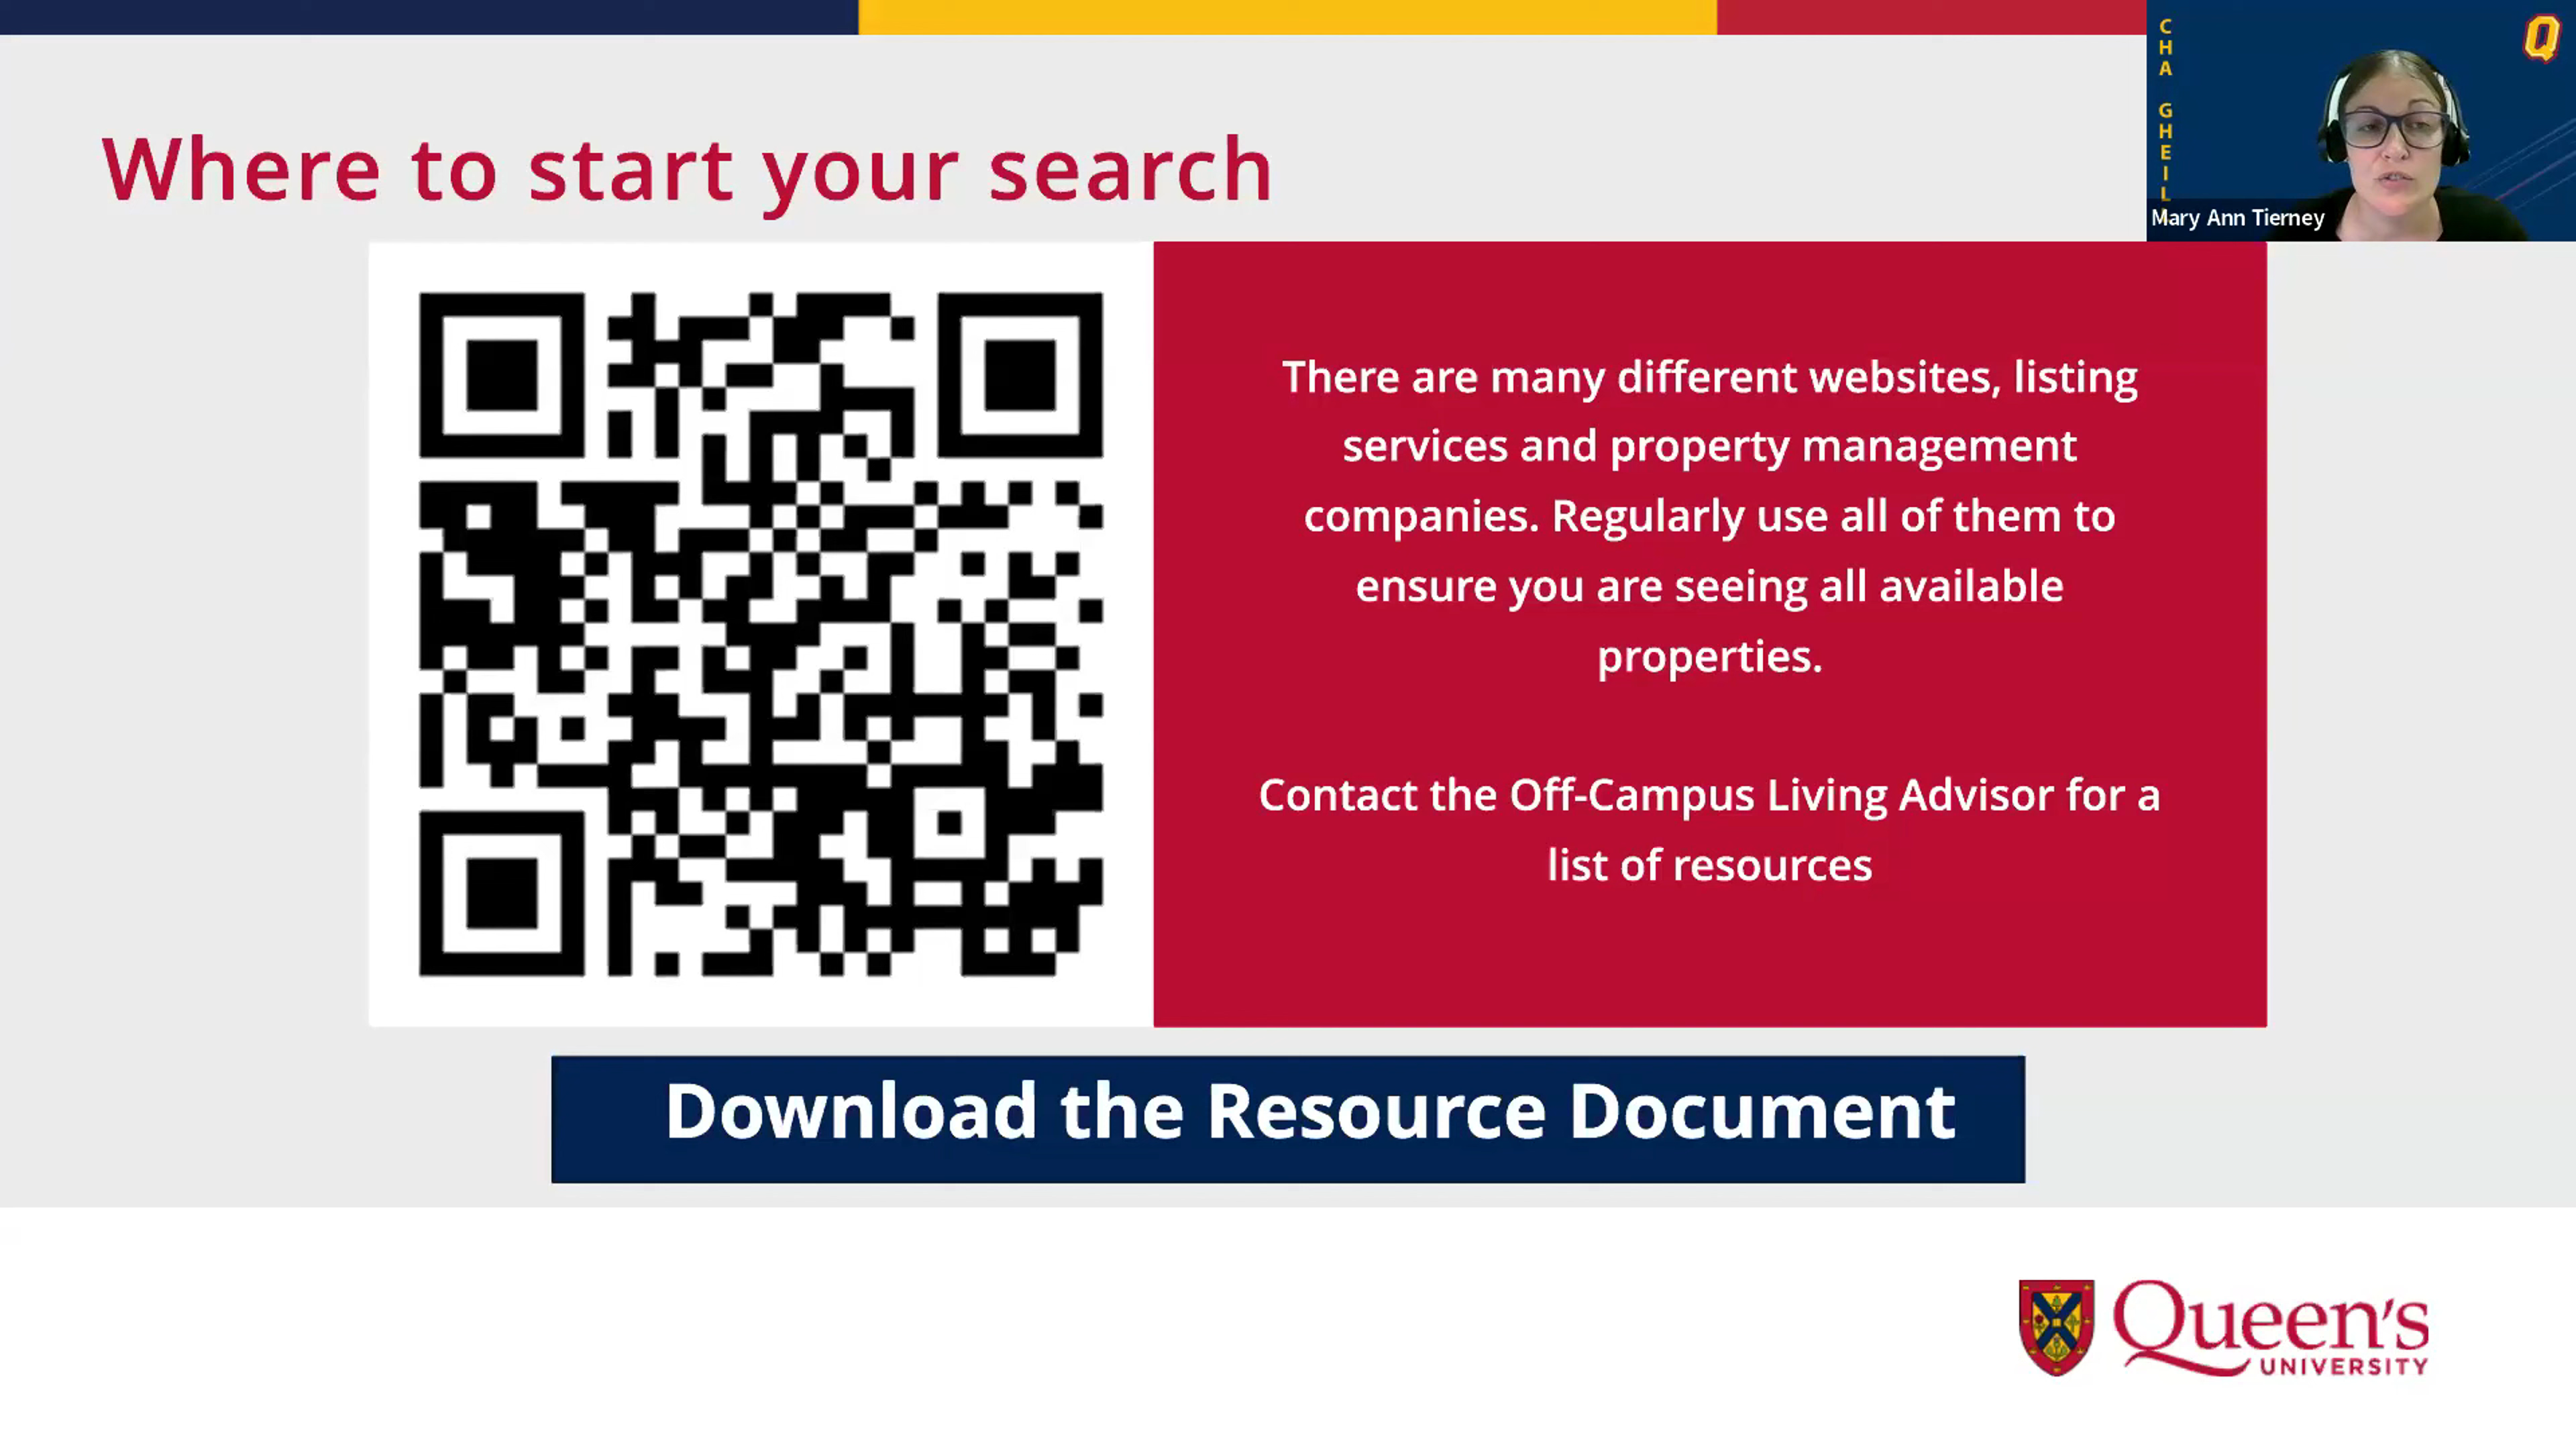 Where to start your search
CHA GHEIL
Q
Mary Ann Tierney
There are many different websites, listing
services and property management
companies. Regularly use all of them to
ensure you are seeing all available
properties.
Contact the Off-Campus Living Advisor for a
list of resources
Download the Resource Document
Queen's
UNIVERSITY